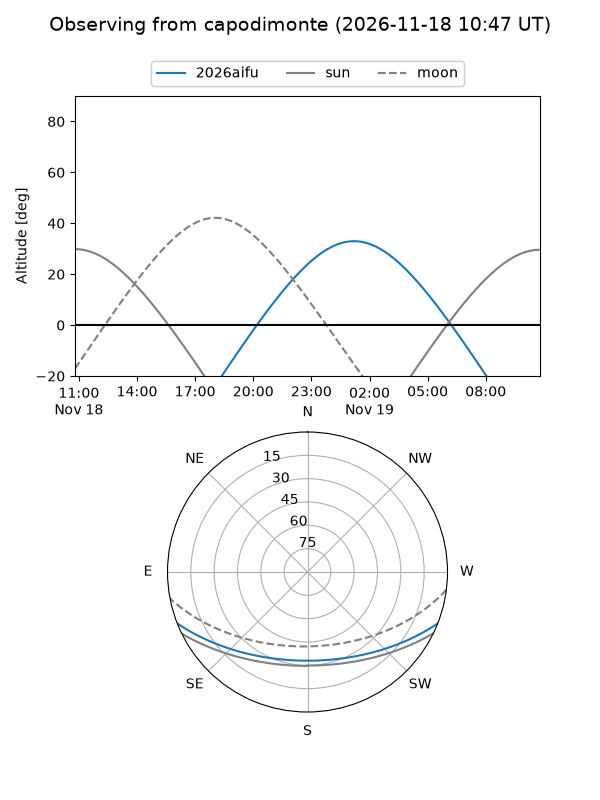 Observing from capodimonte (2026-11-18 10:47 UT)
2026aifu sun moon
80
60
40
20
0
−20
Altitude [deg]
11:00 14:00 17:00 20:00 23:00 02:00 05:00 08:00
Nov 18 Nov 19
N
NE NW
15
30
45
60
75
E W
SE SW
S